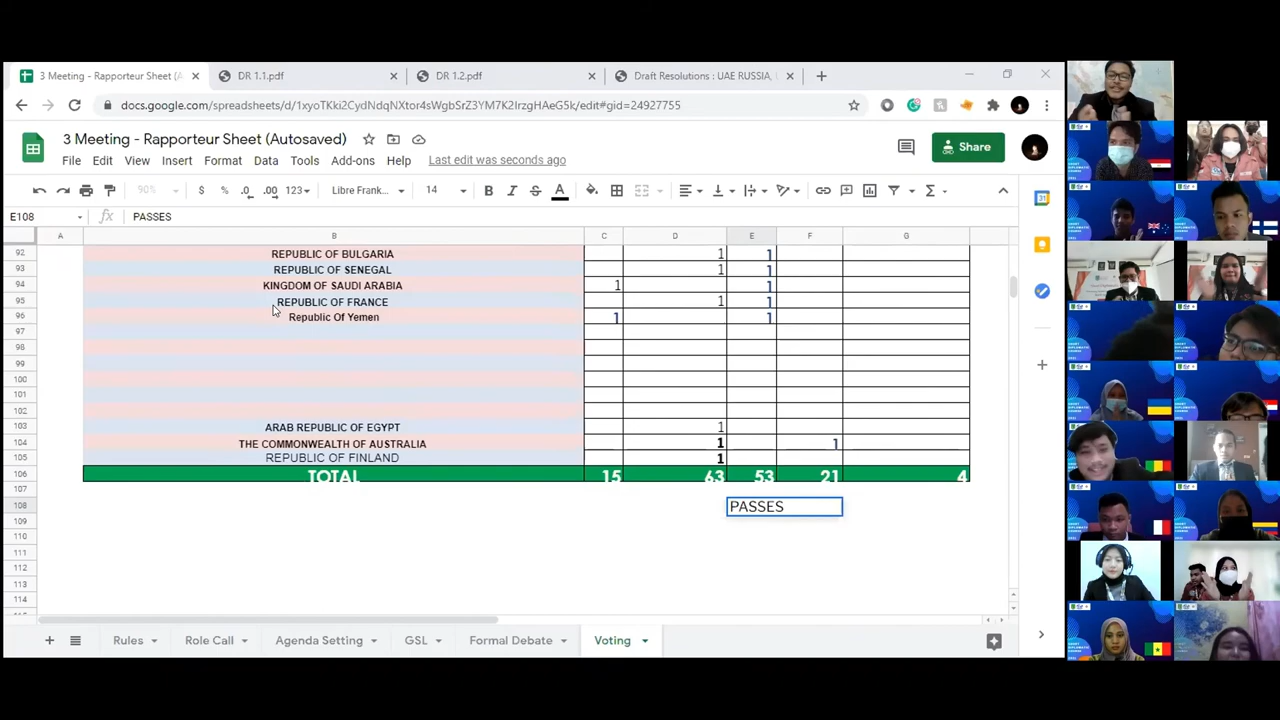 3 Meeting - Rapporteur Sheet (A
DR 1.1.pdf
DR 1.2.pdf
Draft Resolutions : UAE RUSSIA,
docs.google.com/spreadsheets/d/1xyoTKki2CydNdqNXtor4sWgbSrZ3YM7K2IrzgHAeG5k/edit#gid=24927755
3 Meeting - Rapporteur Sheet (Autosaved)
File Edit View Insert Format Data Tools Add-ons Help Last edit was seconds ago
Share
90% $ % .0 .00 123 Libre Frank... 14 B I S A
E108 fx PASSES
A B C D E F G
92 REPUBLIC OF BULGARIA 1 1
93 REPUBLIC OF SENEGAL 1 1
94 KINGDOM OF SAUDI ARABIA 1 1
95 REPUBLIC OF FRANCE 1 1
96 Republic Of Yemen 1 1
97
98
99
100
101
102
103 ARAB REPUBLIC OF EGYPT 1
104 THE COMMONWEALTH OF AUSTRALIA 1 1
105 REPUBLIC OF FINLAND 1
106 TOTAL 15 63 53 21 4
107
108 PASSES
109
110
111
112
113
114
Rules Role Call Agenda Setting GSL Formal Debate Voting
31